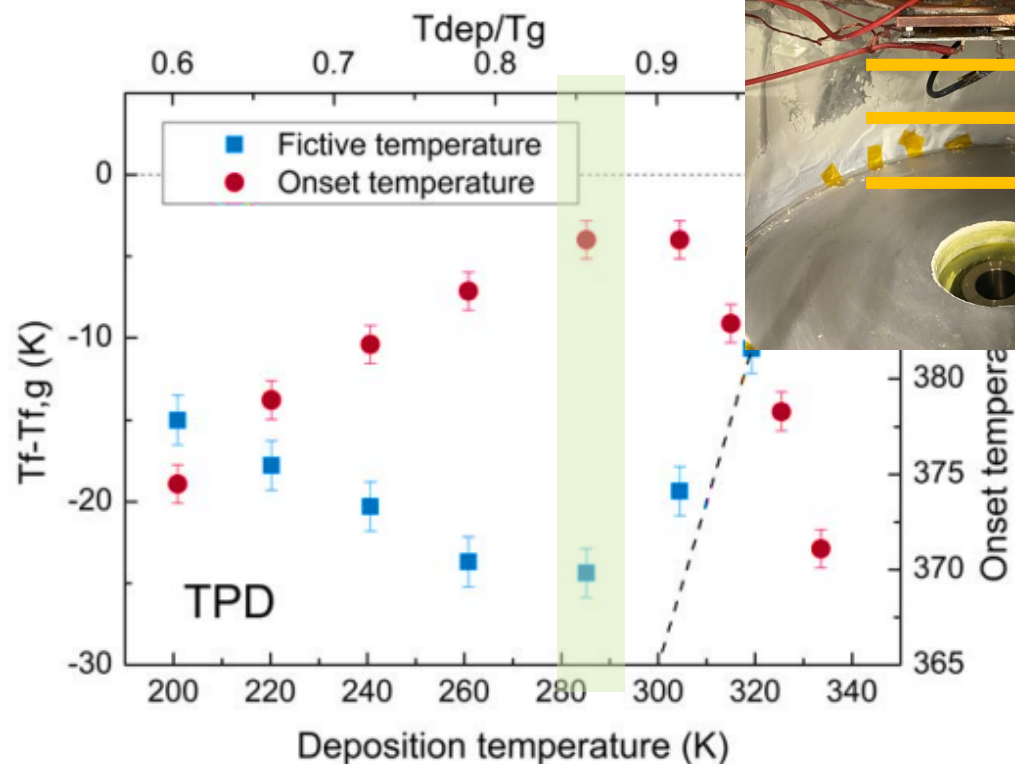 Tdep/Tg
0.6 0.7 0.8 0.9
Fictive temperature
Onset temperature
Tf-Tf,g (K)
0
-10
-20
-30
TPD
380
375
370
365
Onset
200 220 240 260 280 300 320 340
Deposition temperature (K)